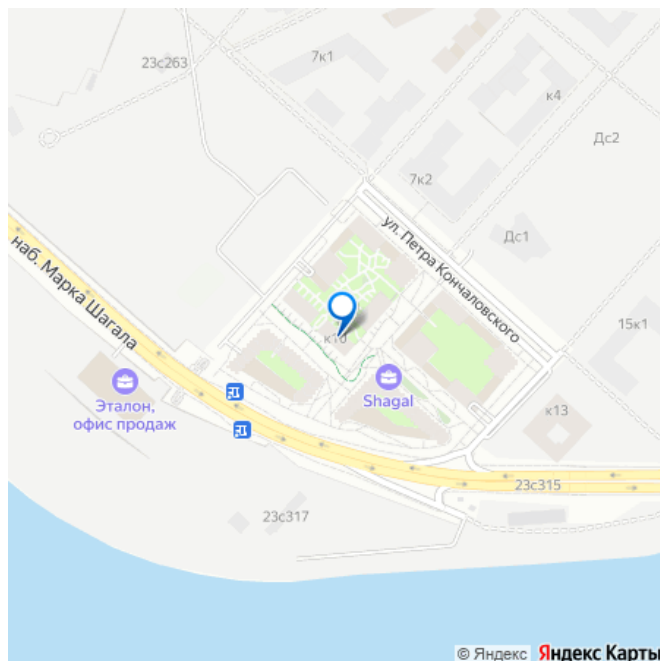 7к1
23с263
к4
Дс2
7к2
ул. Петра Кончаловского
Дс1
наб. Марка Шагала
15к1
к10
Shagal
Эталон,
офис продаж
к13
23с315
23с317
© Яндекс Яндекс Карты